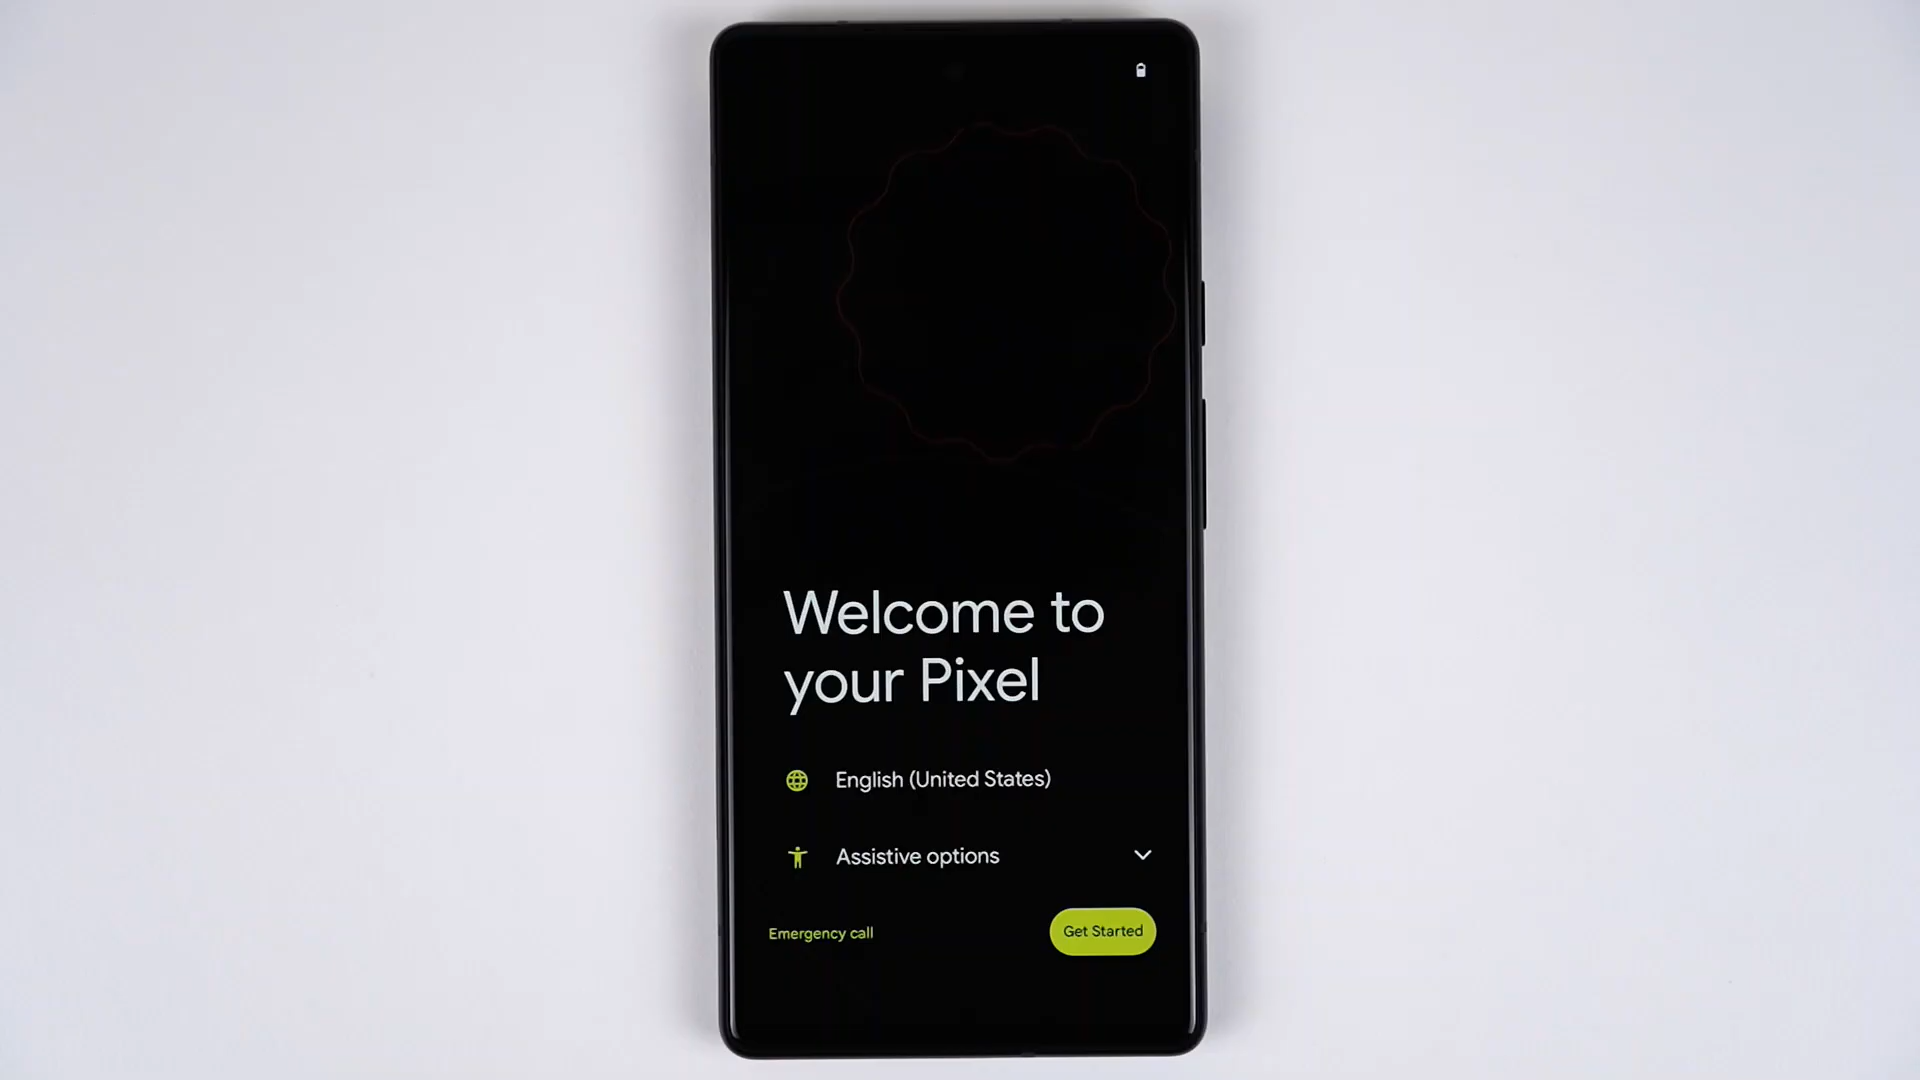 Welcome to
your Pixel
English (United States)
Assistive options
Emergency call
Get Started